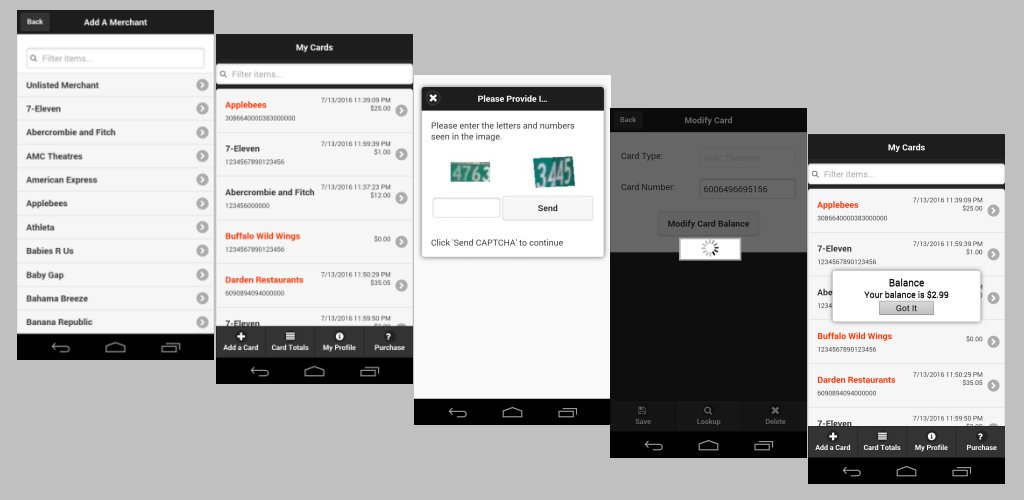 Back
Add A Merchant
Filter items...
Unlisted Merchant
7-Eleven
Abercrombie and Fitch
AMC Theatres
American Express
Applebees
Athleta
Babies R Us
Baby Gap
Bahama Breeze
Banana Republic
My Cards
Filter items...
7/13/2016 11:39:09 PM
Applebees
$25.00
3086640000383000000
7/13/2016 11:59:39 PM
7-Eleven
$1.00
1234567890123456
7/13/2016 11:37:23 PM
Abercrombie and Fitch
$12.00
123456000000
Buffalo Wild Wings
$0.00
1234567890123456
7/13/2016 11:50:29 PM
Darden Restaurants
$35.05
6090894094000000
7/13/2016 11:59:50 PM
7-Eleven
Add a Card Card Totals My Profile Purchase
Please Provide I...
Please enter the letters and numbers
seen in the image.
4763 3445
Send
Click 'Send CAPTCHA' to continue
Back
Modify Card
Card Type: AMC Theatres
Card Number: 6006496695156
Modify Card Balance
Save Lookup Delete
My Cards
Filter items...
7/13/2016 11:39:09 PM
Applebees
$25.00
3086640000383000000
7/13/2016 11:59:39 PM
7-Eleven
$1.00
1234567890123456
Abe
1234
Balance
Your balance is $2.99
Got it
Buffalo Wild Wings
$0.00
1234567890123456
7/13/2016 11:50:29 PM
Darden Restaurants
$35.05
6090894094000000
7/13/2016 11:59:50 PM
7-Eleven
Add a Card Card Totals My Profile Purchase